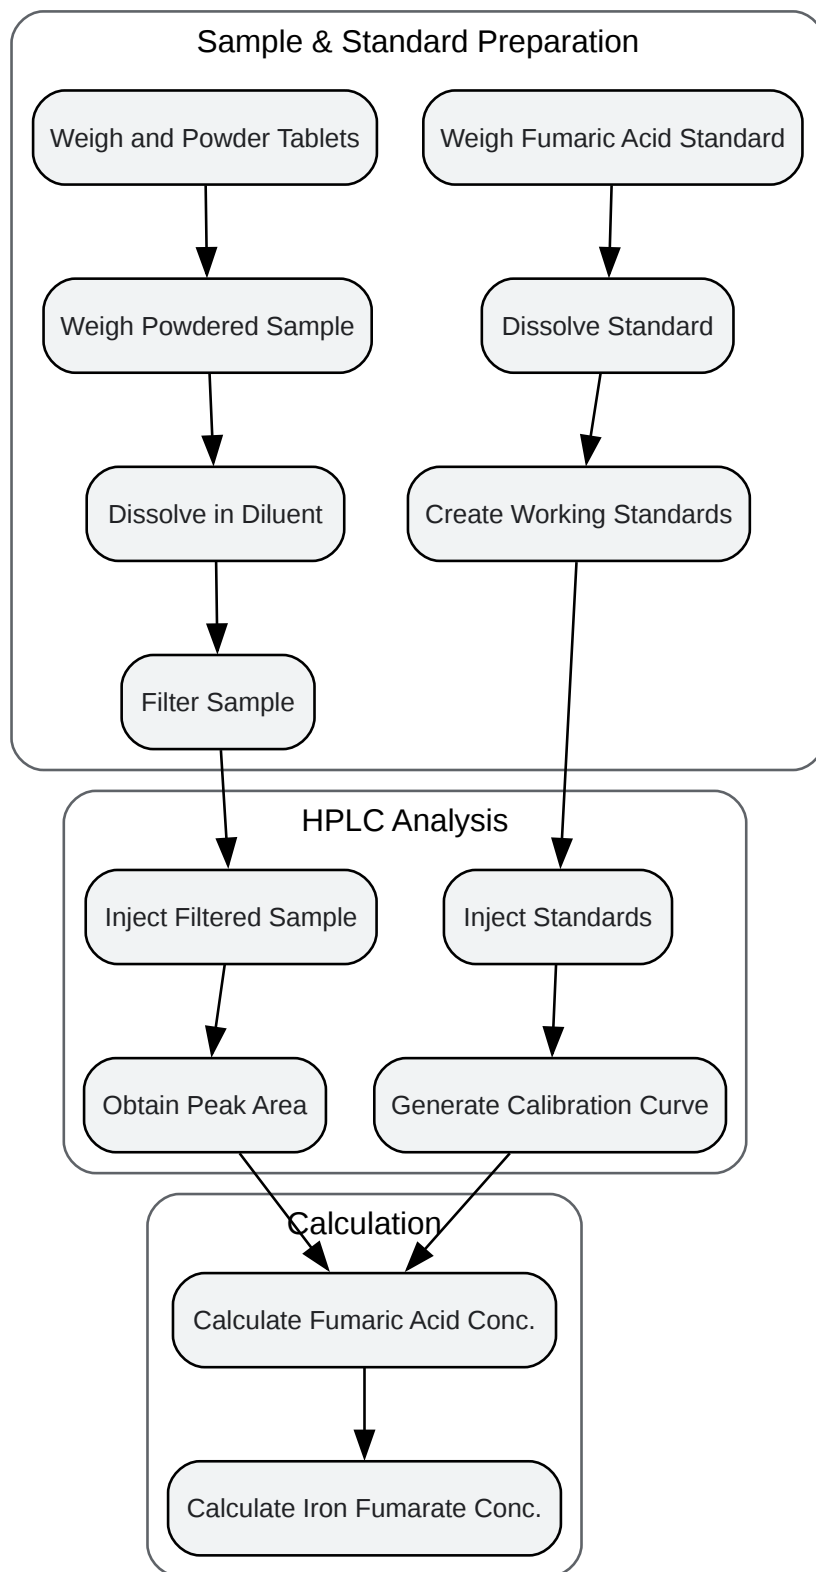 Sample & Standard Preparation
Weigh and Powder Tablets
Weigh Fumaric Acid Standard
Weigh Powdered Sample
Dissolve Standard
Dissolve in Diluent
Create Working Standards
Filter Sample
HPLC Analysis
Inject Filtered Sample
Inject Standards
Obtain Peak Area
Generate Calibration Curve
Calculation
Calculate Fumaric Acid Conc.
Calculate Iron Fumarate Conc.